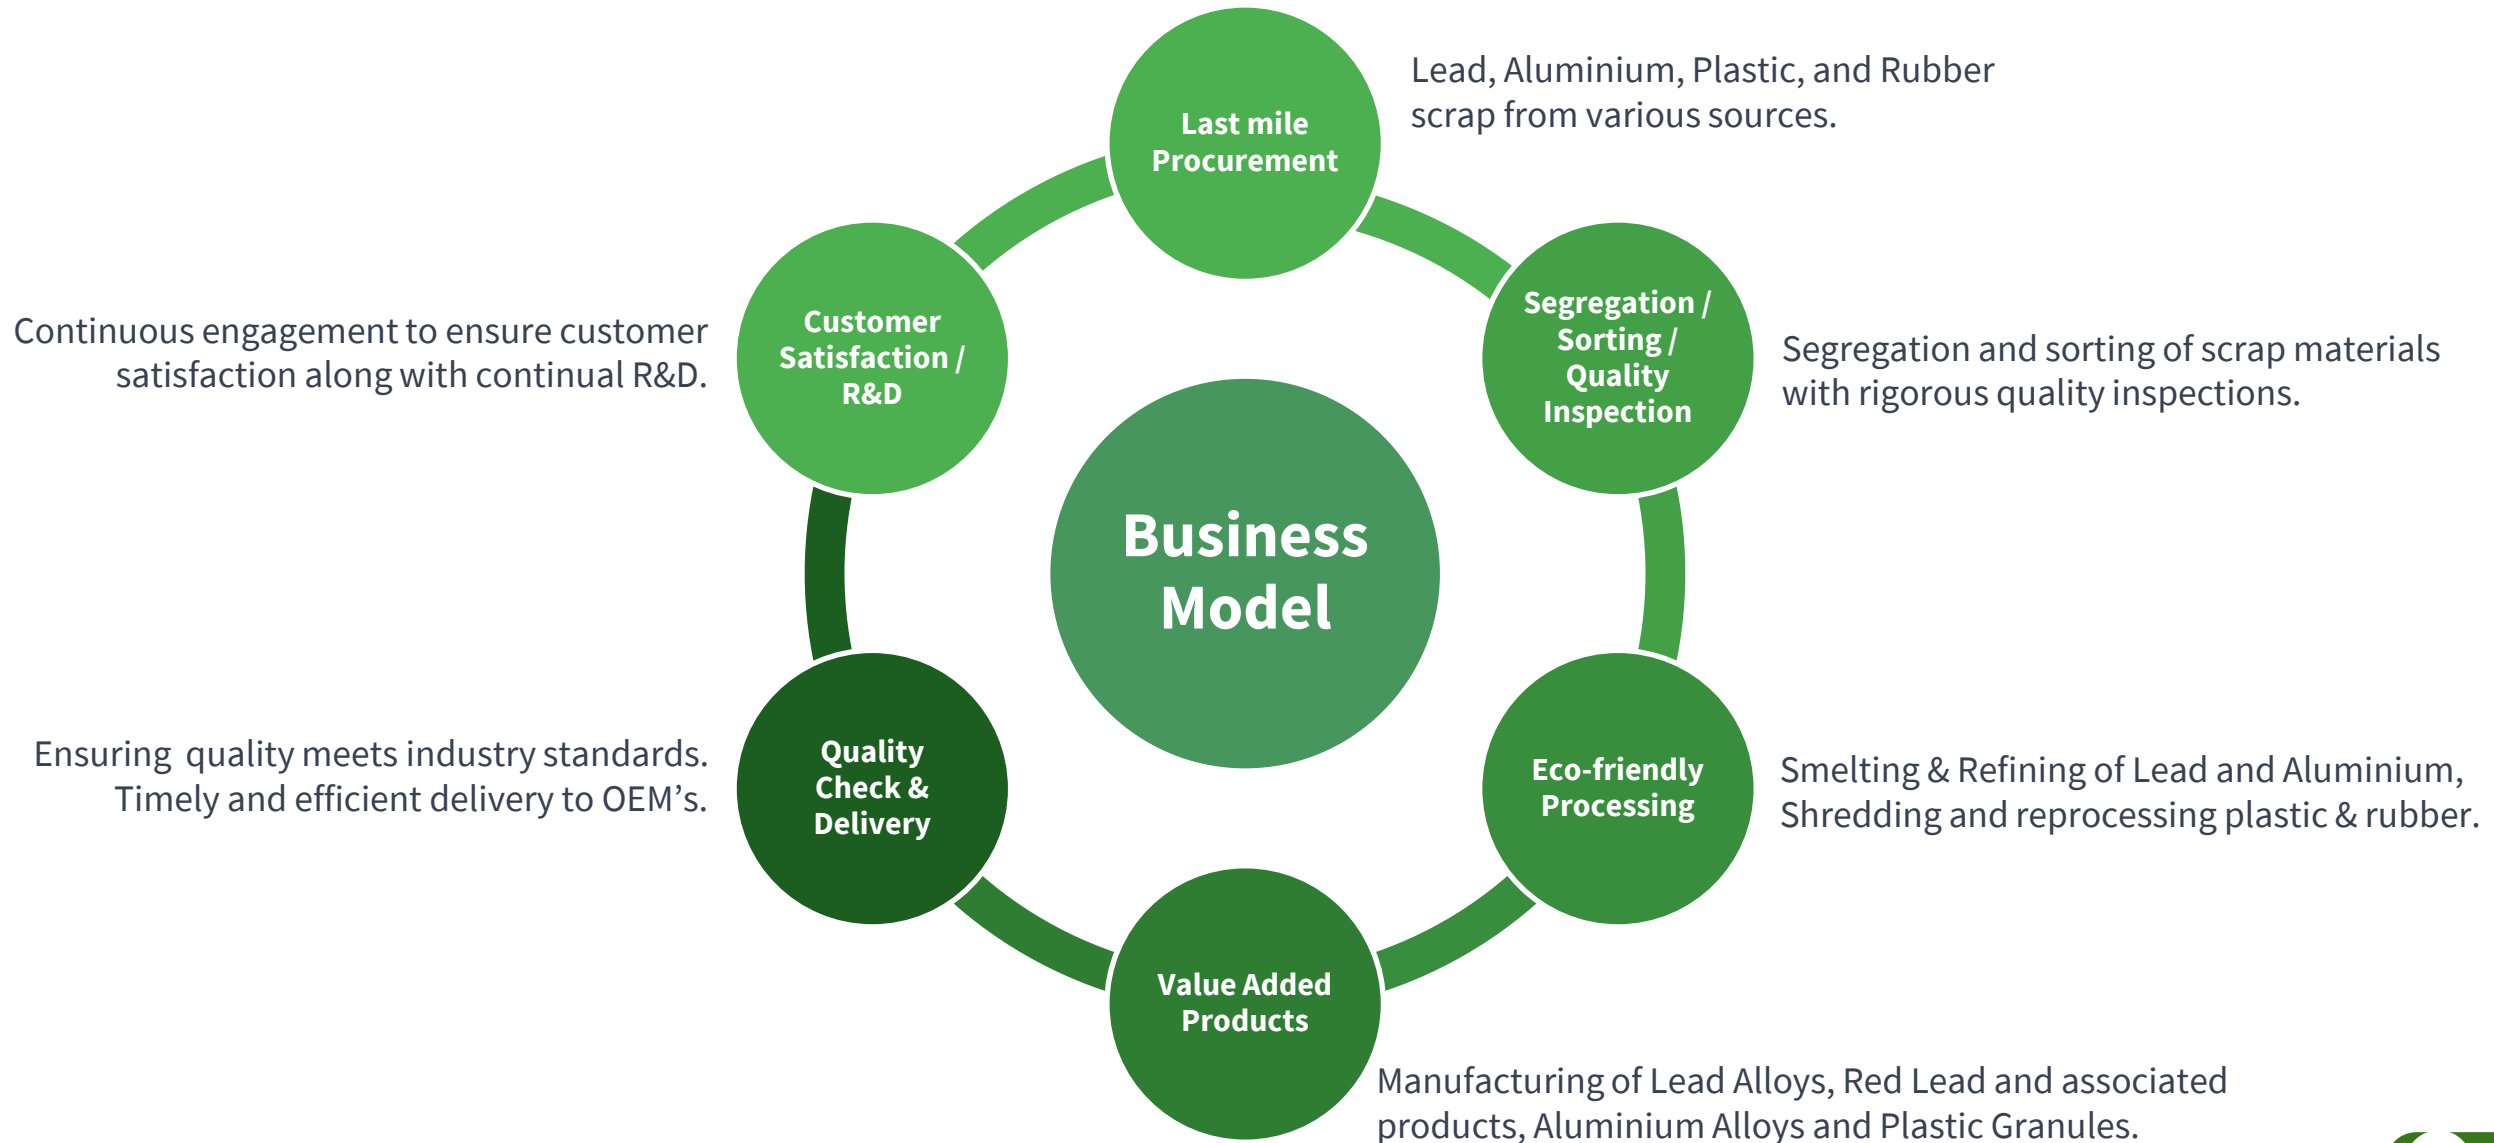 Last mile
Procurement
Lead, Aluminium, Plastic, and Rubber
scrap from various sources.
Segregation /
Sorting /
Quality
Inspection
Segregation and sorting of scrap materials
with rigorous quality inspections.
Eco-friendly
Processing
Smelting & Refining of Lead and Aluminium,
Shredding and reprocessing plastic & rubber.
Value Added
Products
Manufacturing of Lead Alloys, Red Lead and associated
products, Aluminium Alloys and Plastic Granules.
Quality
Check &
Delivery
Ensuring  quality meets industry standards.
Timely and efficient delivery to OEM’s.
Customer
Satisfaction /
R&D
Continuous engagement to ensure customer
satisfaction along with continual R&D.
Business
Model